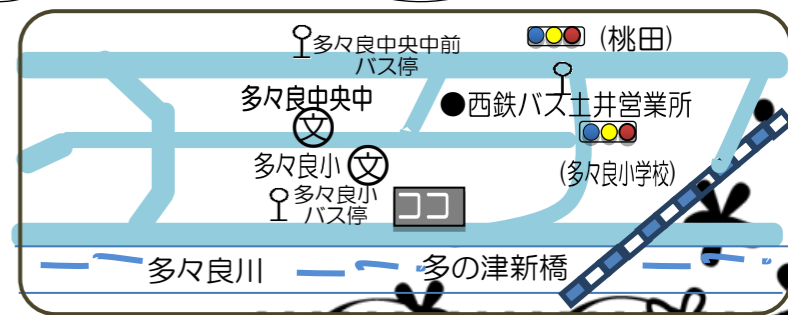 (桃田)
多々良中央中前
バス停
多々良中央中
●西鉄バス土井営業所
文
多々良小
文
(多々良小学校)
多々良小
バス停
ココ
多々良川
多の津新橋